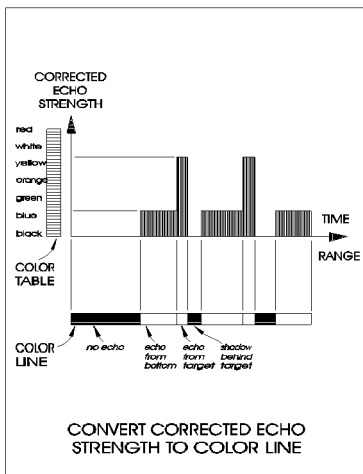 CORRECTED
ECHO
STRENGTH
red
white
yellow
orange
green
blue
black
TIME
RANGE
COLOR
TABLE
COLOR
LINE
no echo
echo
from
bottom
echo
from
target
shadow
behind
target
CONVERT CORRECTED ECHO
STRENGTH TO COLOR LINE